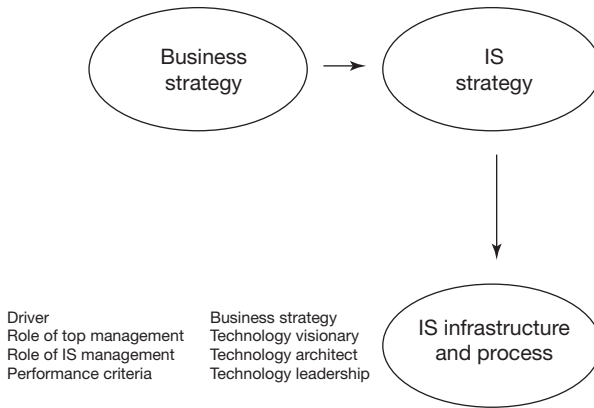 Business
strategy
IS
strategy
IS infrastructure
and process
Driver Business strategy
Role of top management Technology visionary
Role of IS management Technology architect
Performance criteria Technology leadership